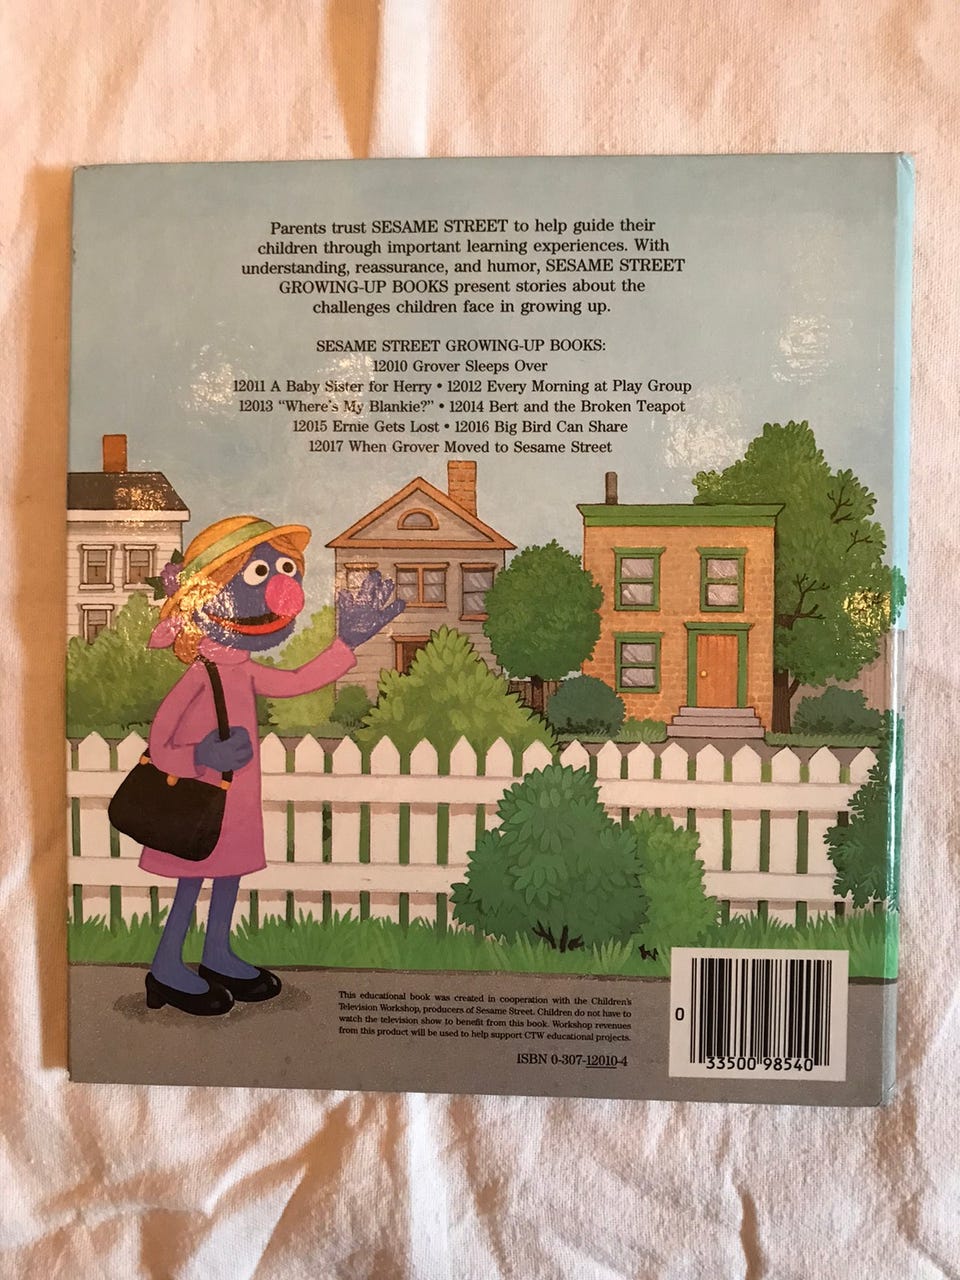 Parents trust SESAME STREET to help guide their
children through important learning experiences. With
understanding, reassurance, and humor, SESAME STREET
GROWING-UP BOOKS present stories about the
challenges children face in growing up.
SESAME STREET GROWING-UP BOOKS:
12010 Grover Sleeps Over
12011 A Baby Sister for Herry • 12012 Every Morning at Play Group
12013 "Where's My Blankie?" • 12014 Bert and the Broken Teapot
12015 Ernie Gets Lost • 12016 Big Bird Can Share
12017 When Grover Moved to Sesame Street
This educational book was created in cooperation with the Children's
Television Workshop, producers of Sesame Street. Children do not have to
watch the television show to benefit from this book. Workshop revenues
from this product will be used to help support CTW educational projects.
ISBN 0-307-12010-4
0
33500 98540